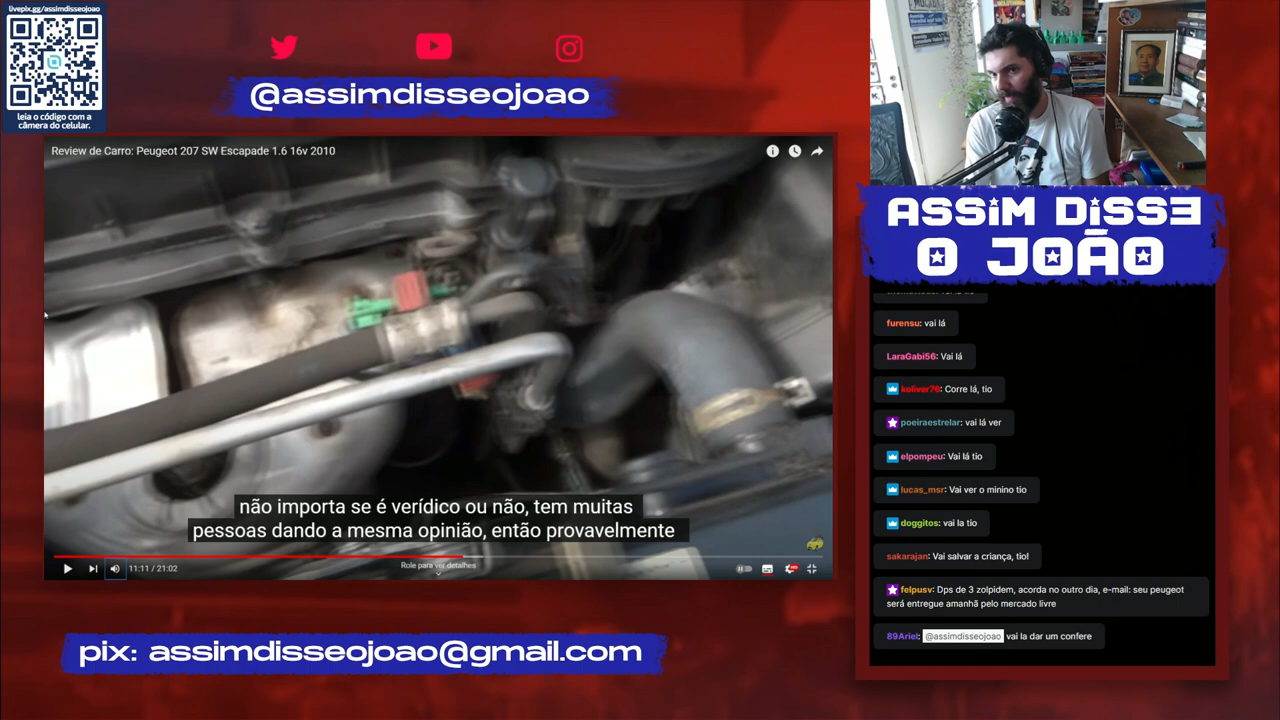 livepix.gg/assimdisseojoao
leia o código com a
câmera do celular.
@assimdisseojoao
Review de Carro: Peugeot 207 SW Escapade 1.6 16v 2010
não importa se é verídico ou não, tem muitas
pessoas dando a mesma opinião, então provavelmente
11:11 / 21:02
Role para ver detalhes
pix: assimdisseojoao@gmail.com
ASSIM DISSE
O JOÃO
furensu: vai lá
LaraGabi56: Vai lá
koliver76: Corre lá, tio
poeiraestrelar: vai lá ver
elpompeu: Vai lá tio
lucas_msr: Vai ver o minino tio
doggitos: vai la tio
sakarajan: Vai salvar a criança, tio!
felpusv: Dps de 3 zolpidem, acorda no outro dia, e-mail: seu peugeot
será entregue amanhã pelo mercado livre
89Ariel: @assimdisseojoao vai la dar um confere